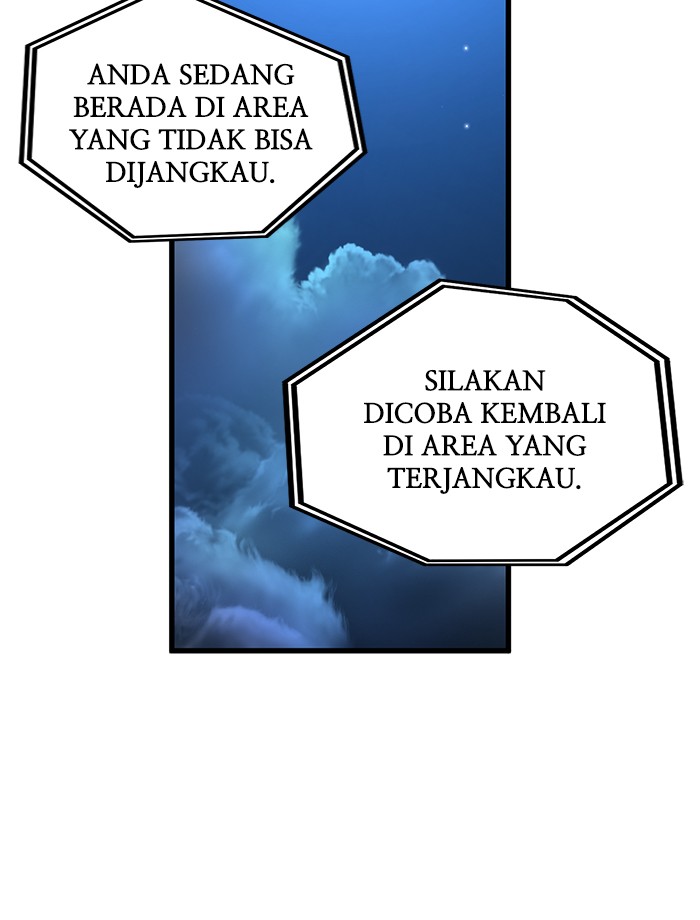 ANDA SEDANG
BERADA DI AREA
YANG TIDAK BISA
DIJANGKAU.
SILAKAN
DICOBA KEMBALI
DI AREA YANG
TERJANGKAU.